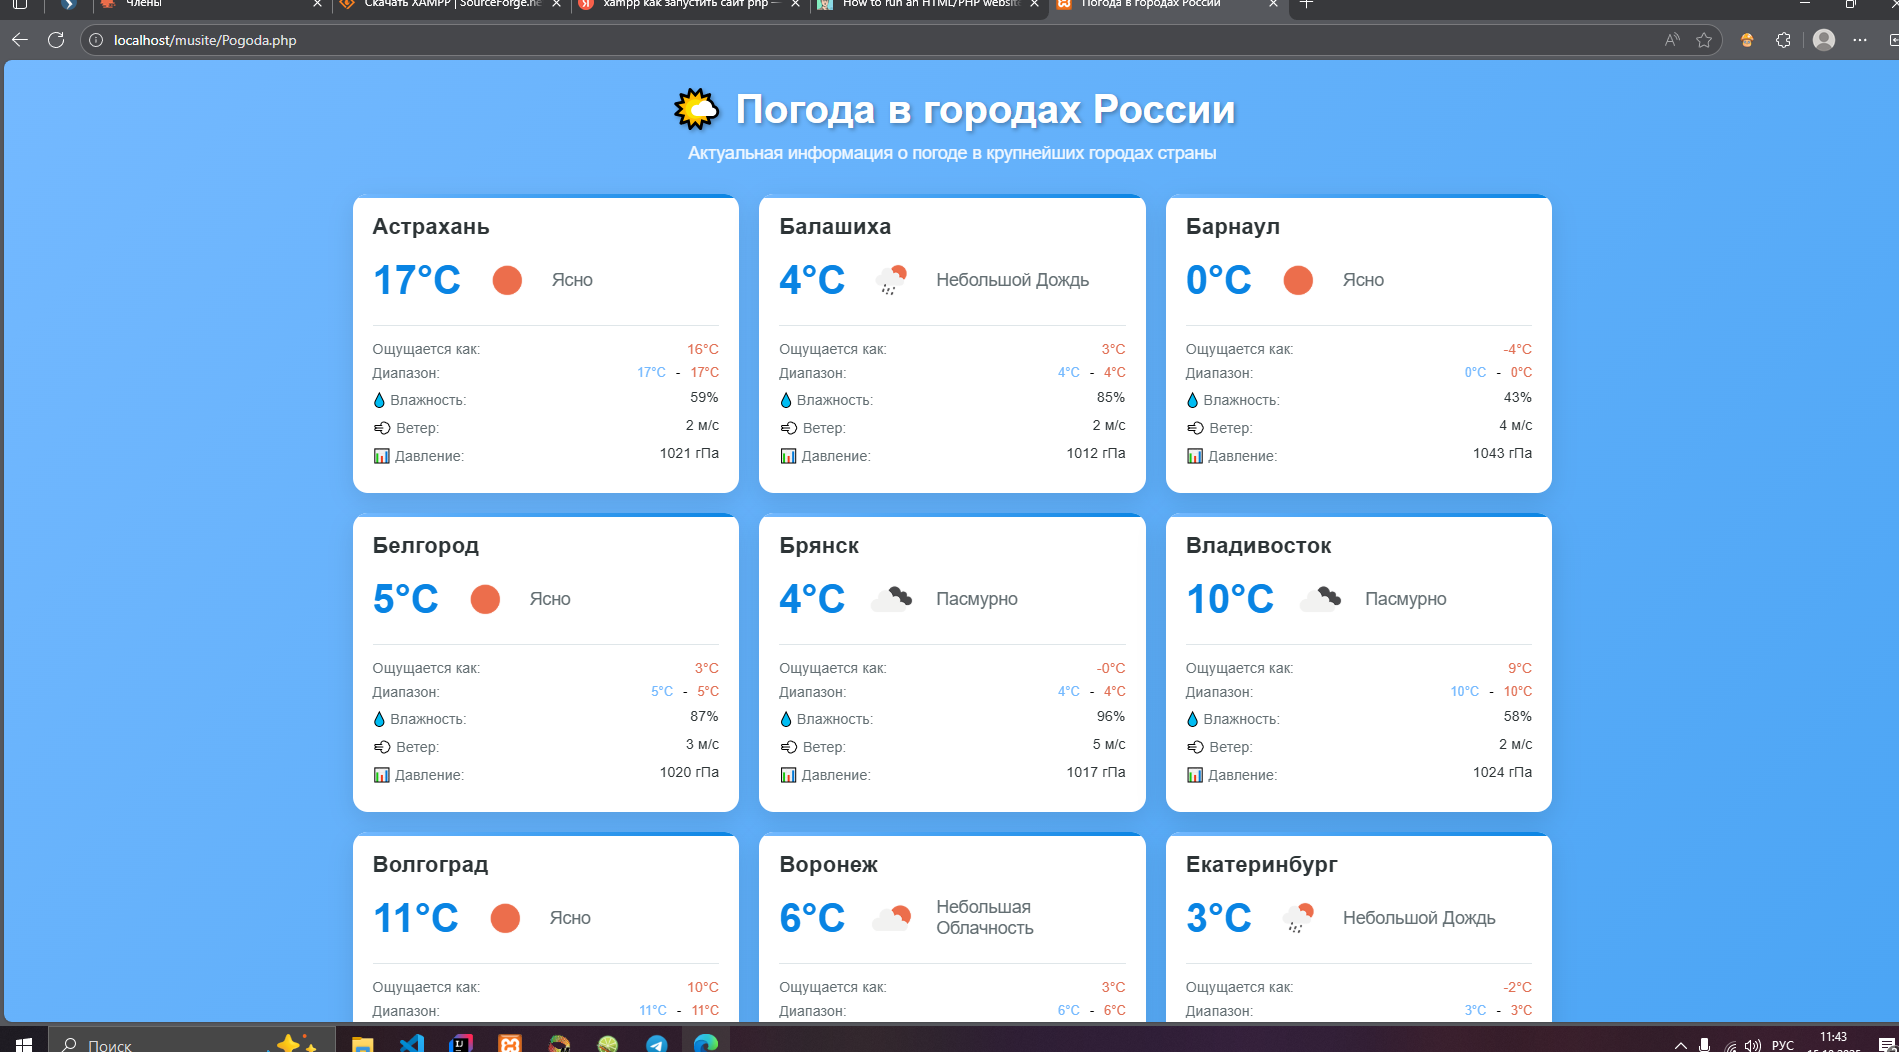 Члены
Скачать XAMPP | SourceForge.ne
xampp как запустить сайт php —
How to run an HTML/PHP website
Погода в городах России
localhost/musite/Pogoda.php
Погода в городах России
Актуальная информация о погоде в крупнейших городах страны
Астрахань
17°C Ясно
Ощущается как: 16°C
Диапазон: 17°C - 17°C
Влажность: 59%
Ветер: 2 м/с
Давление: 1021 гПа
Балашиха
4°C Небольшой Дождь
Ощущается как: 3°C
Диапазон: 4°C - 4°C
Влажность: 85%
Ветер: 2 м/с
Давление: 1012 гПа
Барнаул
0°C Ясно
Ощущается как: -4°C
Диапазон: 0°C - 0°C
Влажность: 43%
Ветер: 4 м/с
Давление: 1043 гПа
Белгород
5°C Ясно
Ощущается как: 3°C
Диапазон: 5°C - 5°C
Влажность: 87%
Ветер: 3 м/с
Давление: 1020 гПа
Брянск
4°C Пасмурно
Ощущается как: -0°C
Диапазон: 4°C - 4°C
Влажность: 96%
Ветер: 5 м/с
Давление: 1017 гПа
Владивосток
10°C Пасмурно
Ощущается как: 9°C
Диапазон: 10°C - 10°C
Влажность: 58%
Ветер: 2 м/с
Давление: 1024 гПа
Волгоград
11°C Ясно
Ощущается как: 10°C
Диапазон: 11°C - 11°C
Воронеж
6°C Небольшая
Облачность
Ощущается как: 3°C
Диапазон: 6°C - 6°C
Екатеринбург
3°C Небольшой Дождь
Ощущается как: -2°C
Диапазон: 3°C - 3°C
Поиск
РУС
11:43